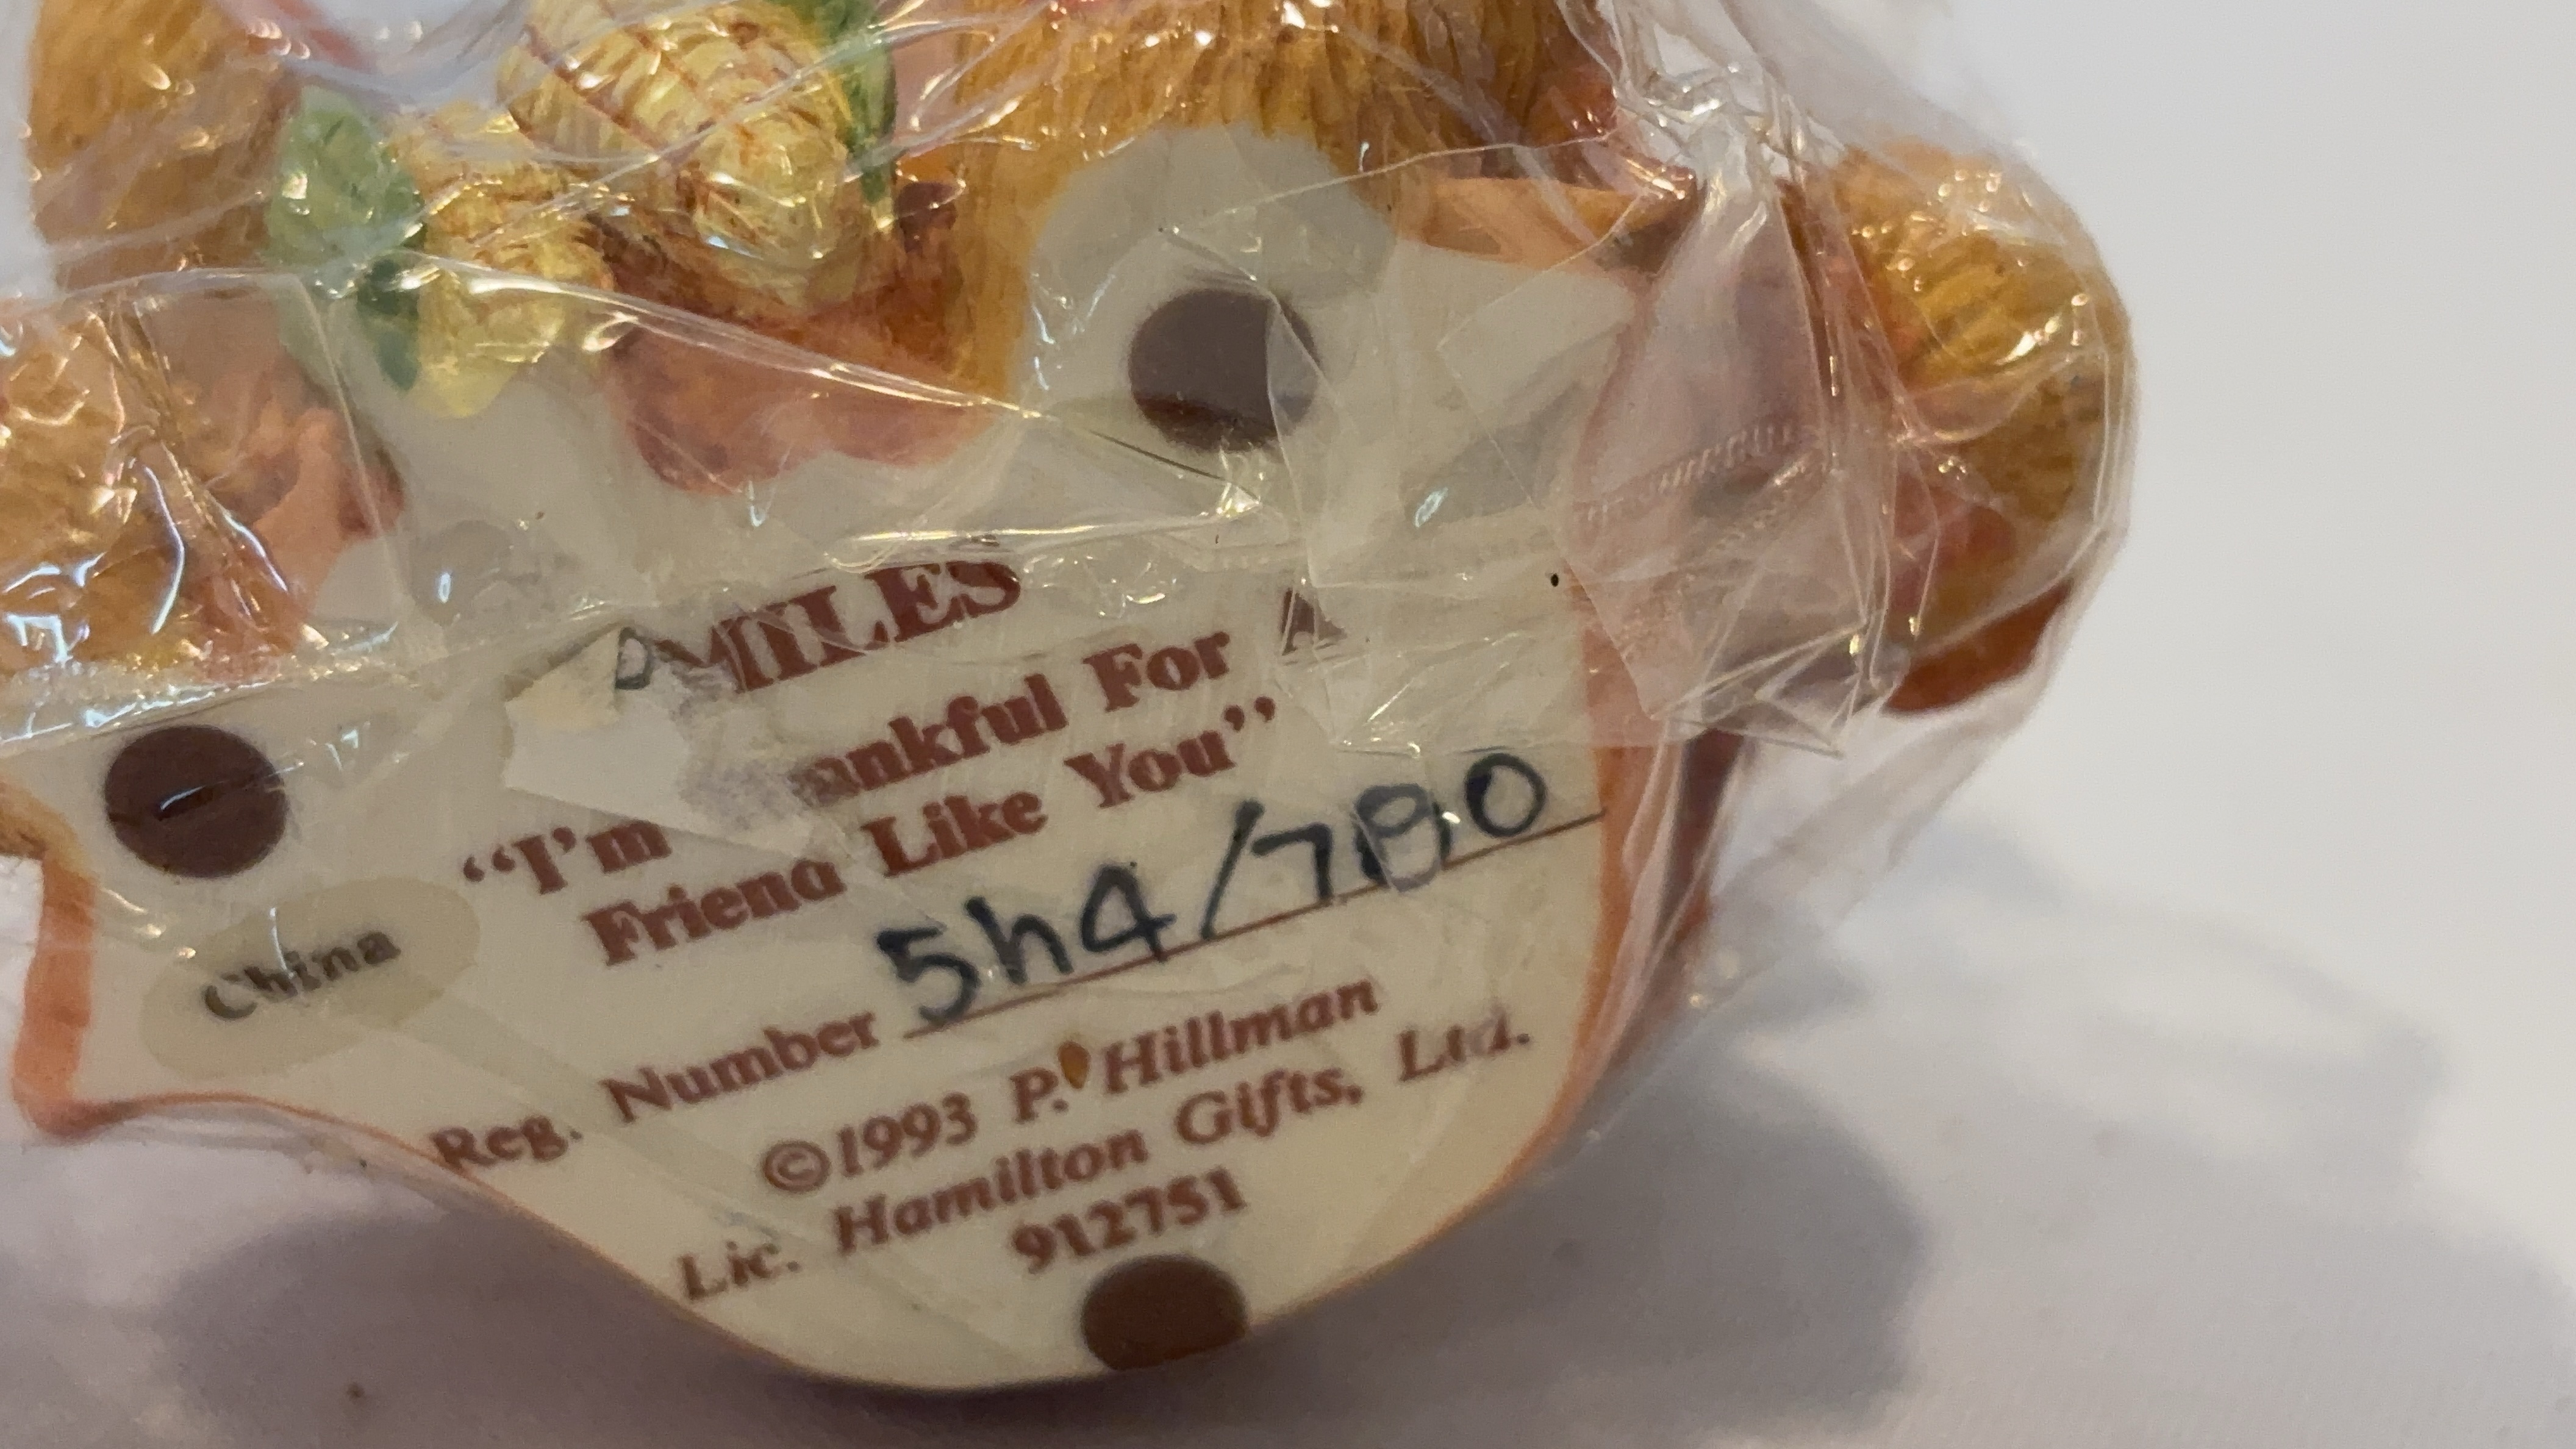 MILES
"I'm ankful For A
Friend Like You"
Reg. Number 5h4/780
©1993 P. Hillman
Lic. Hamilton Gifts, Ltd.
912751
China